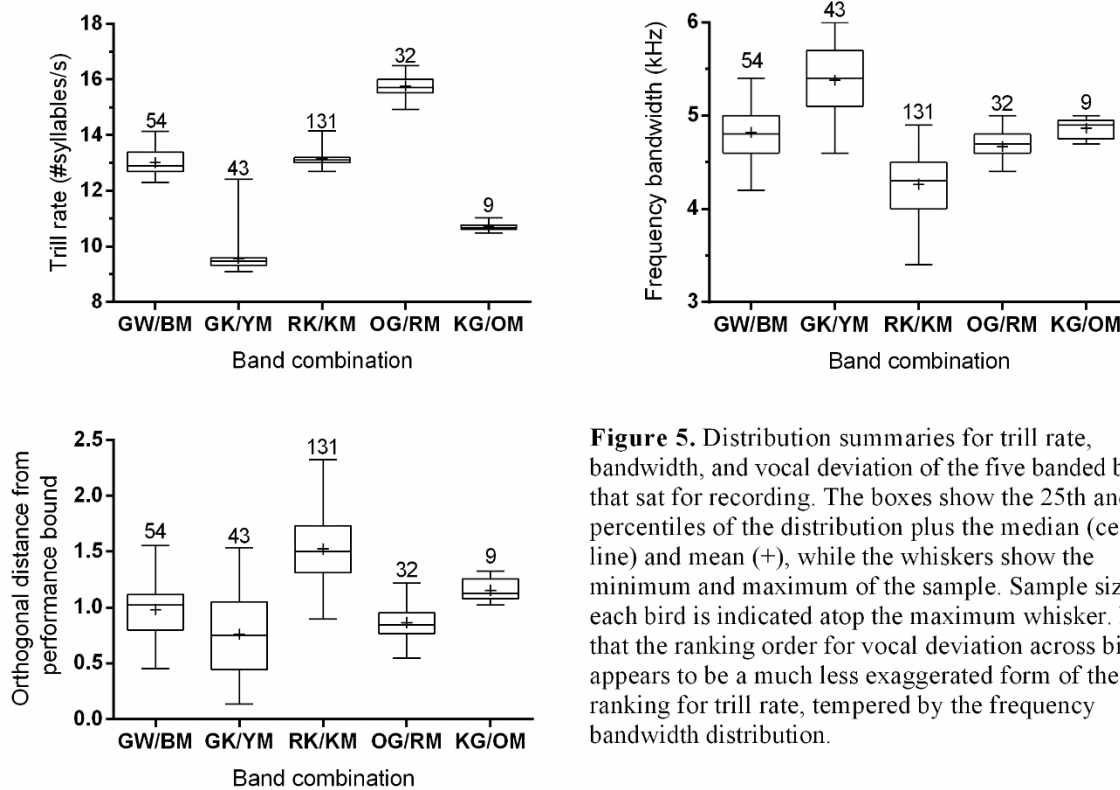 18
16
14
12
10
8
Trill rate (#syllables/s)
54
43
131
32
9
GW/BM GK/YM RK/KM OG/RM KG/OM
Band combination
6
5
4
3
Frequency bandwidth (kHz)
54
43
131
32
9
GW/BM GK/YM RK/KM OG/RM KG/OM
Band combination
2.5
2.0
1.5
1.0
0.5
0.0
Orthogonal distance from
performance bound
54
43
131
32
9
GW/BM GK/YM RK/KM OG/RM KG/OM
Band combination
Figure 5. Distribution summaries for trill rate,
bandwidth, and vocal deviation of the five banded b
that sat for recording. The boxes show the 25th and
percentiles of the distribution plus the median (ce
line) and mean (+), while the whiskers show the
minimum and maximum of the sample. Sample siz
each bird is indicated atop the maximum whisker.
that the ranking order for vocal deviation across bi
appears to be a much less exaggerated form of the
ranking for trill rate, tempered by the frequency
bandwidth distribution.